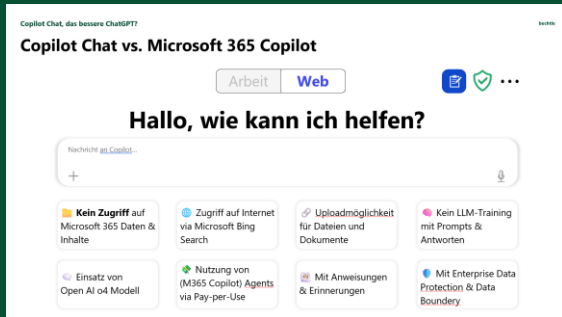 Copilot Chat, das bessere ChatGPT?
bechtle
Copilot Chat vs. Microsoft 365 Copilot
Arbeit Web
Hallo, wie kann ich helfen?
Nachricht an Copilot...
Kein Zugriff auf
Microsoft 365 Daten &
Inhalte
Zugriff auf Internet
via Microsoft Bing
Search
Uploadmöglichkeit
für Dateien und
Dokumente
Kein LLM-Training
mit Prompts &
Antworten
Einsatz von
Open AI o4 Modell
Nutzung von
(M365 Copilot) Agents
via Pay-per-Use
Mit Anweisungen
& Erinnerungen
Mit Enterprise Data
Protection & Data
Boundery